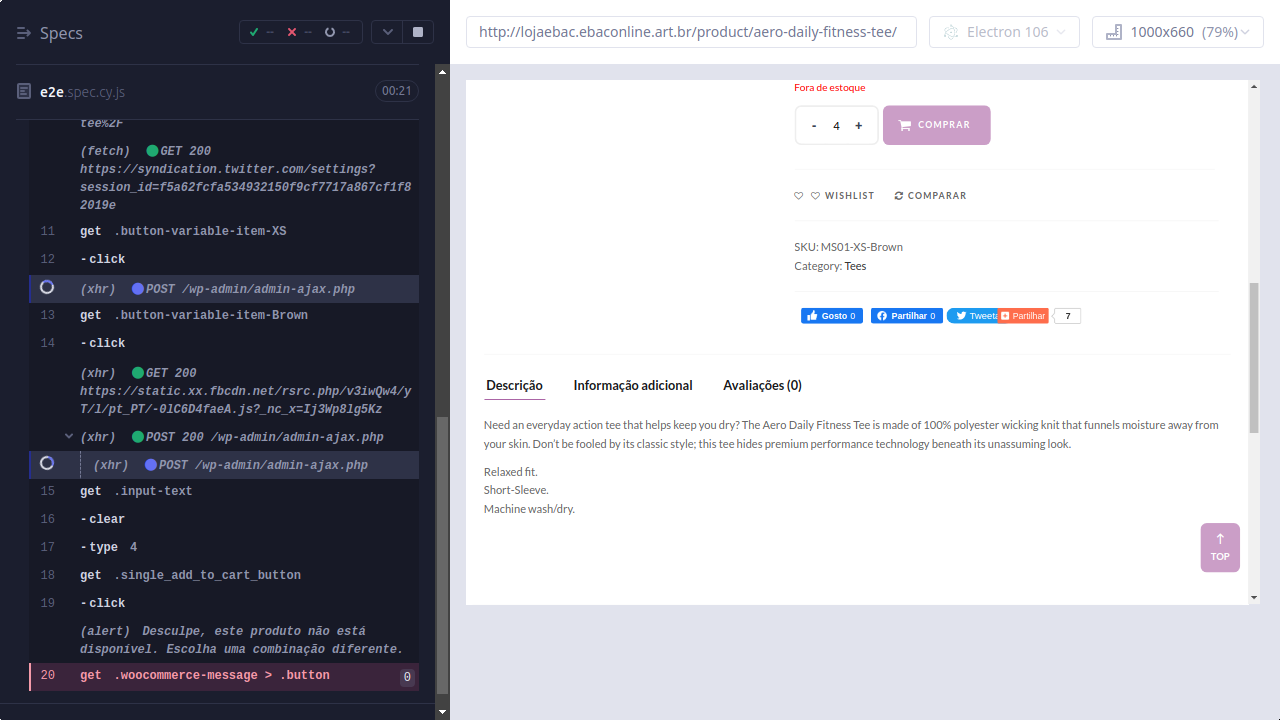 Specs
--
--
--
http://lojaebac.ebaconline.art.br/product/aero-daily-fitness-tee/
Electron 106
1000x660 (79%)
e2e.spec.cy.js
00:21
tee%2F
(fetch) GET 200
https://syndication.twitter.com/settings?
session_id=f5a62fcfa534932150f9cf7717a867cf1f8
2019e
11 get .button-variable-item-XS
12 -click
(xhr) POST /wp-admin/admin-ajax.php
13 get .button-variable-item-Brown
14 -click
(xhr) GET 200
https://static.xx.fbcdn.net/rsrc.php/v3iwQw4/y
T/l/pt_PT/-0lC6D4faeA.js?_nc_x=Ij3Wp8lg5Kz
(xhr) POST 200 /wp-admin/admin-ajax.php
(xhr) POST /wp-admin/admin-ajax.php
15 get .input-text
16 -clear
17 -type 4
18 get .single_add_to_cart_button
19 -click
(alert) Desculpe, este produto não está
disponível. Escolha uma combinação diferente.
20 get .woocommerce-message > .button 0
Fora de estoque
- 4 + COMPRAR
WISHLIST COMPARAR
SKU: MS01-XS-Brown
Category: Tees
Gosto 0 Partilhar 0 Tweeta Partilhar 7
Descrição Informação adicional Avaliações (0)
Need an everyday action tee that helps keep you dry? The Aero Daily Fitness Tee is made of 100% polyester wicking knit that funnels moisture away from
your skin. Don't be fooled by its classic style; this tee hides premium performance technology beneath its unassuming look.
Relaxed fit.
Short-Sleeve.
Machine wash/dry.
TOP